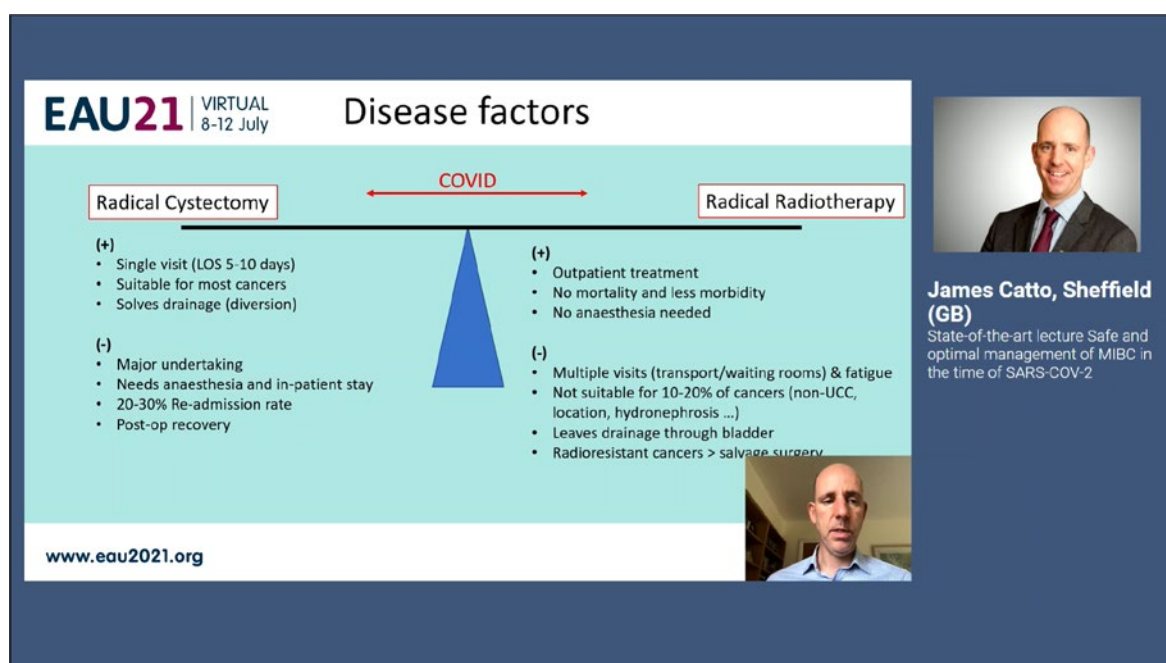 EAU21 VIRTUAL
8-12 July
Disease factors
COVID
Radical Cystectomy
Radical Radiotherapy
(+)
• Single visit (LOS 5-10 days)
• Suitable for most cancers
• Solves drainage (diversion)
(-)
• Major undertaking
• Needs anaesthesia and in-patient stay
• 20-30% Re-admission rate
• Post-op recovery
(+)
• Outpatient treatment
• No mortality and less morbidity
• No anaesthesia needed
(-)
• Multiple visits (transport/waiting rooms) & fatigue
• Not suitable for 10-20% of cancers (non-UCC,
location, hydronephrosis ...)
• Leaves drainage through bladder
• Radioresistant cancers > salvage surgery
www.eau2021.org
James Catto, Sheffield
(GB)
State-of-the-art lecture Safe and
optimal management of MIBC in
the time of SARS-COV-2